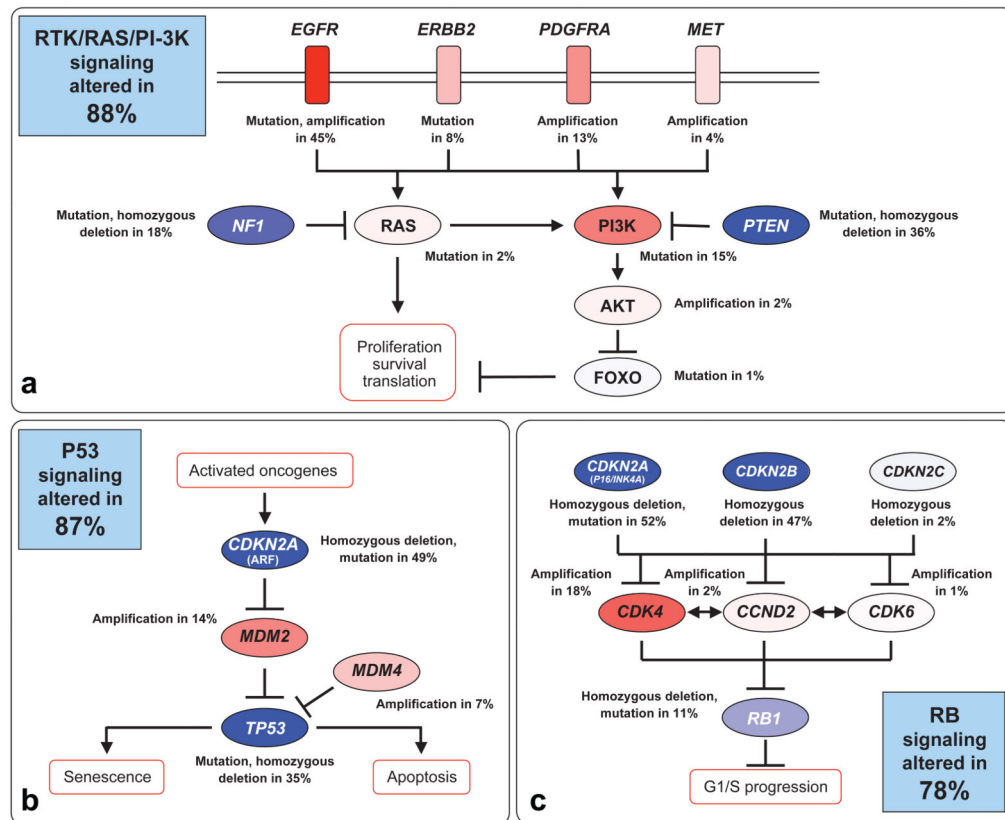 RTK/RAS/PI-3K
signaling
altered in
88%
EGFR
ERBB2
PDGFRA
MET
Mutation, amplification
in 45%
Mutation
in 8%
Amplification
in 13%
Amplification
in 4%
Mutation, homozygous
deletion in 18%
NF1
RAS
Mutation in 2%
PI3K
Mutation in 15%
PTEN
Mutation, homozygous
deletion in 36%
AKT
Amplification in 2%
Proliferation
survival
translation
FOXO
Mutation in 1%
a
P53
signaling
altered in
87%
Activated oncogenes
CDKN2A
(ARF)
Homozygous deletion,
mutation in 49%
Amplification in 14%
MDM2
MDM4
Amplification in 7%
TP53
Mutation, homozygous
deletion in 35%
Senescence
Apoptosis
b
CDKN2A
(P16/INK4A)
Homozygous deletion,
mutation in 52%
CDKN2B
Homozygous
deletion in 47%
CDKN2C
Homozygous
deletion in 2%
Amplification
in 18%
CDK4
Amplification
in 2%
CCND2
Amplification
in 1%
CDK6
Homozygous deletion,
mutation in 11%
RB1
G1/S progression
RB
signaling
altered in
78%
c